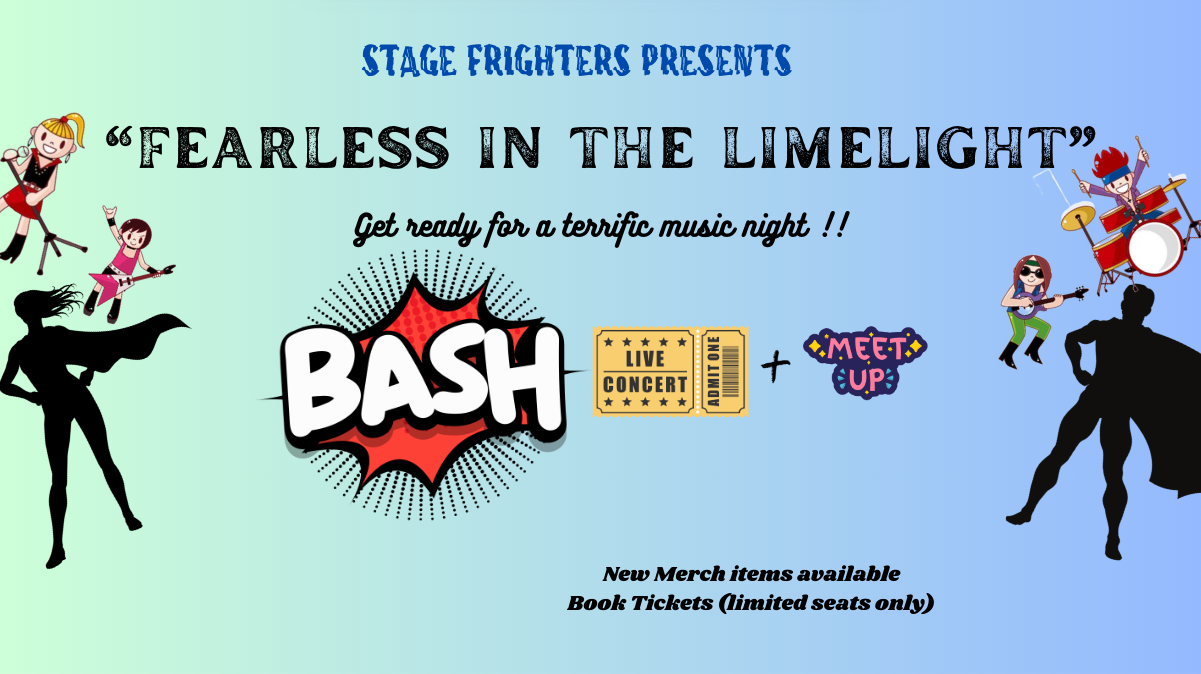 STAGE FRIGHTERS PRESENTS
“FEARLESS IN THE LIMELIGHT”
Get ready for a terrific music night !!
BASH
LIVE
CONCERT
ADMIT ONE
+
MEET
UP
New Merch items available
Book Tickets (limited seats only)